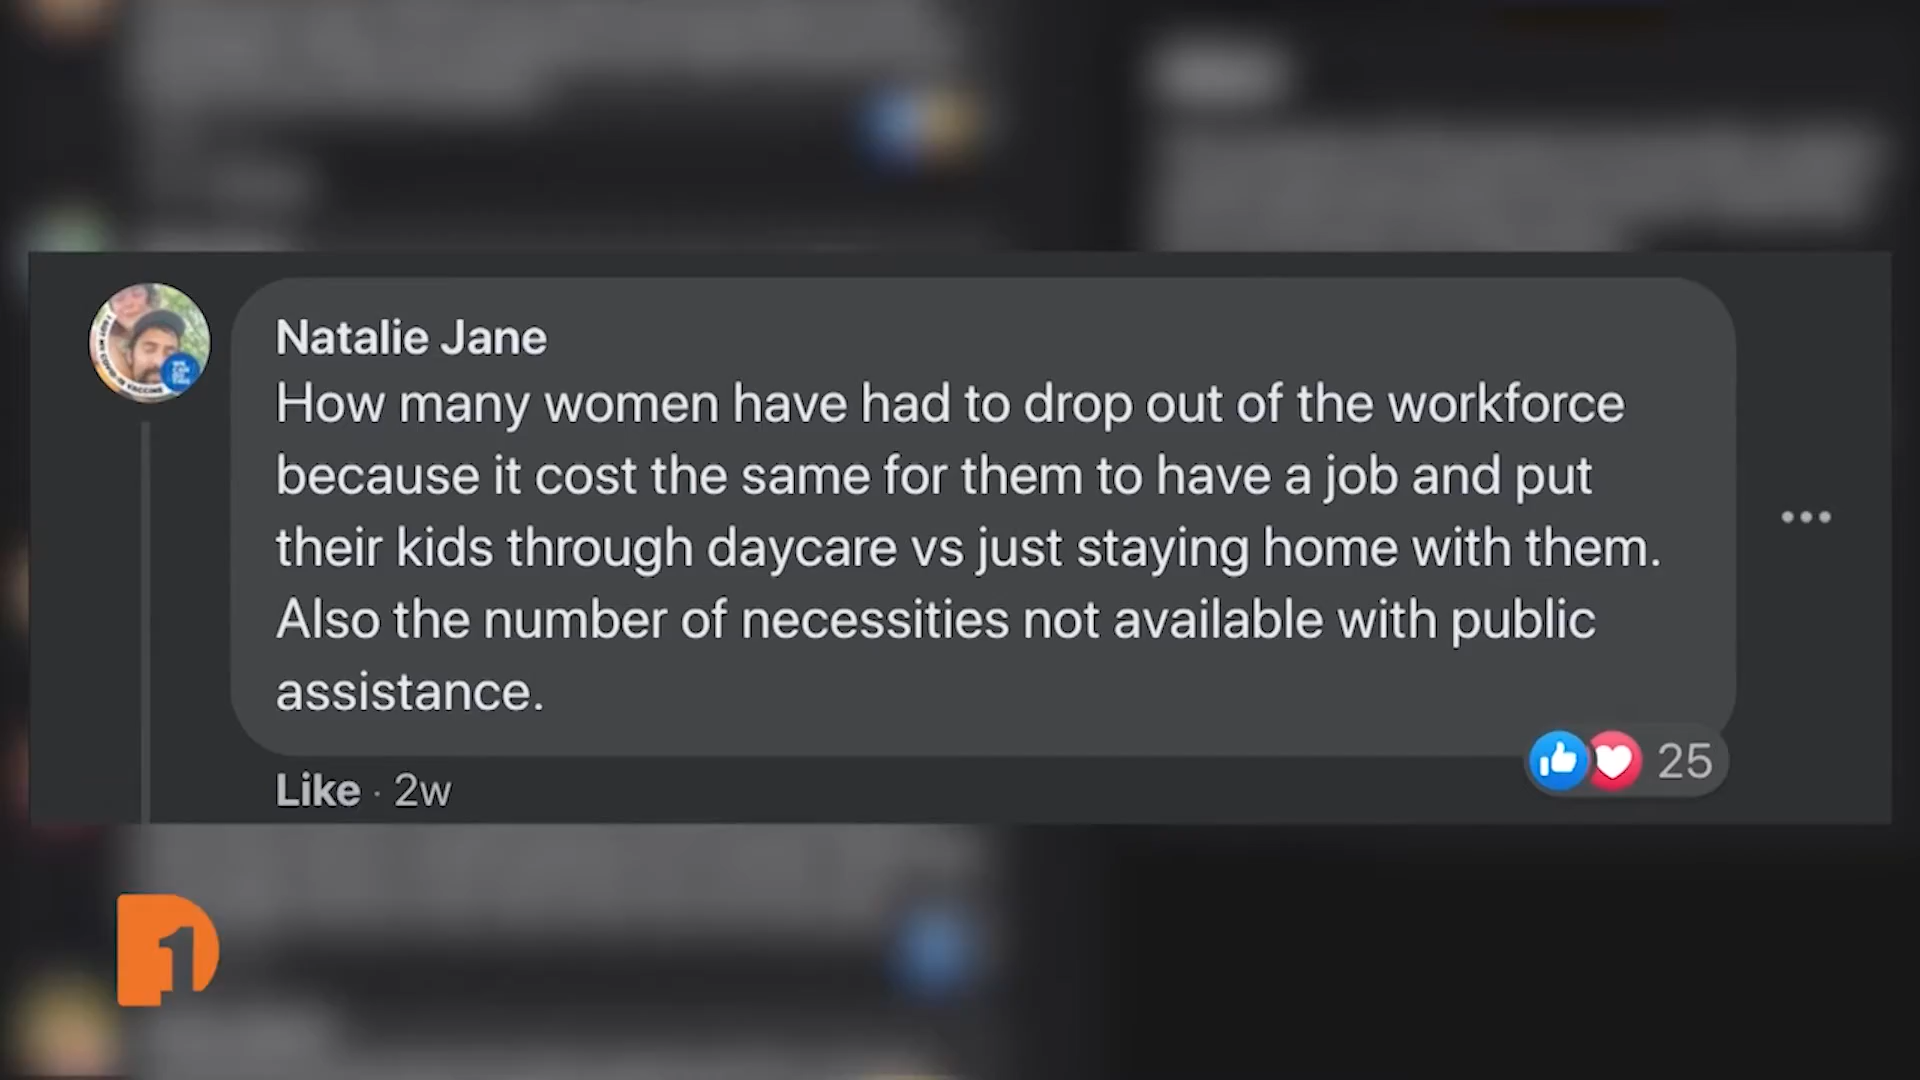 Natalie Jane
How many women have had to drop out of the workforce
because it cost the same for them to have a job and put
their kids through daycare vs just staying home with them.
Also the number of necessities not available with public
assistance.
Like · 2w
25
1